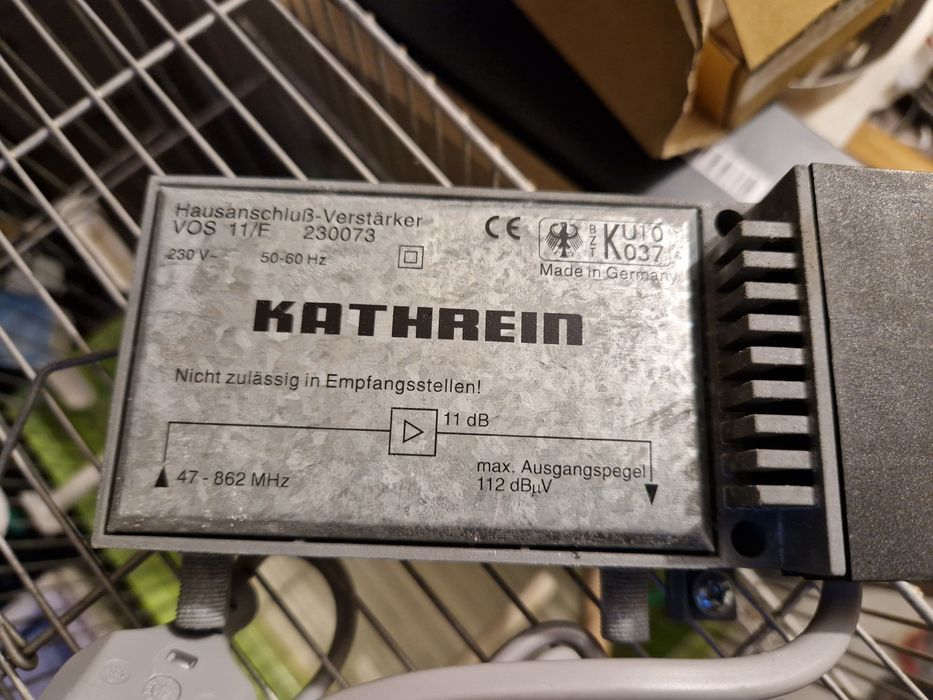 Hausanschluß-Verstärker
VOS 11/F 230073
230 V~ 50-60 Hz
CE
BZT KU10 K037
Made in Germany
KATHREIN
Nicht zulässig in Empfangsstellen!
11 dB
47 - 862 MHz
max. Ausgangspegel
112 dBµV